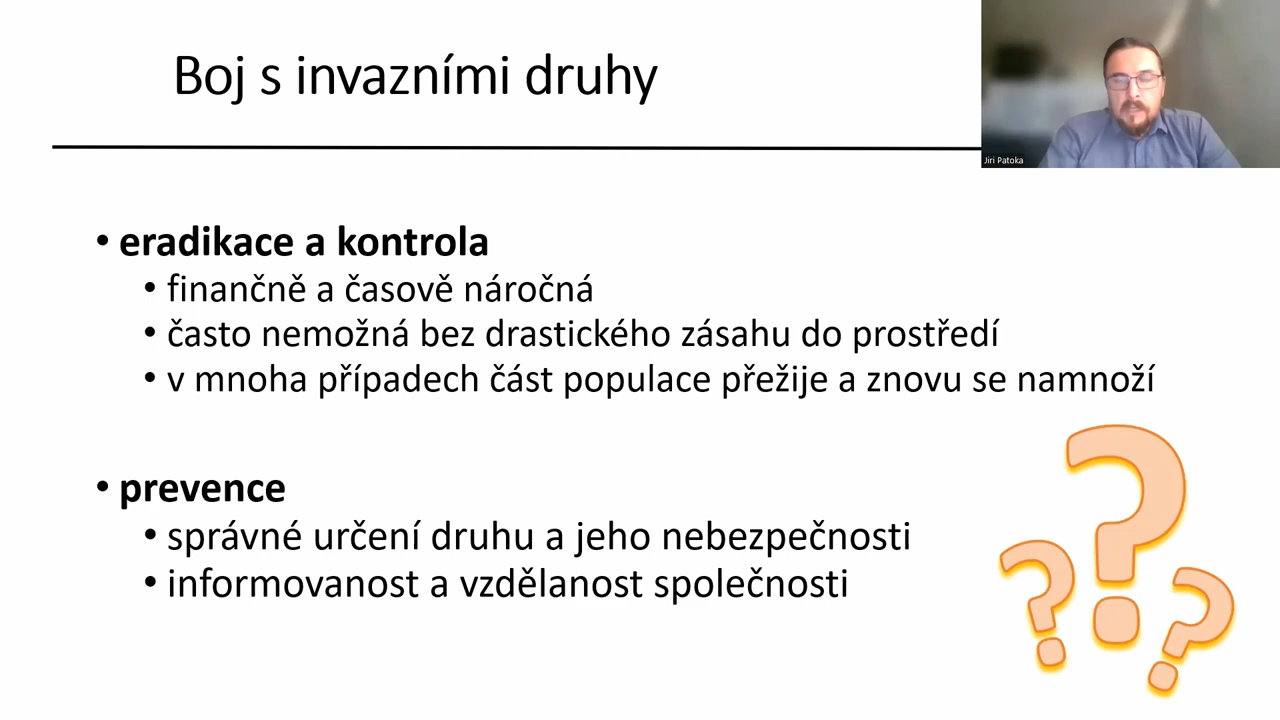 Boj s invazními druhy
Jiri Patoka
• eradikace a kontrola
• finančně a časově náročná
• často nemožná bez drastického zásahu do prostředí
• v mnoha případech část populace přežije a znovu se namnoží
• prevence
• správné určení druhu a jeho nebezpečnosti
• informovanost a vzdělanost společnosti
? ? ?